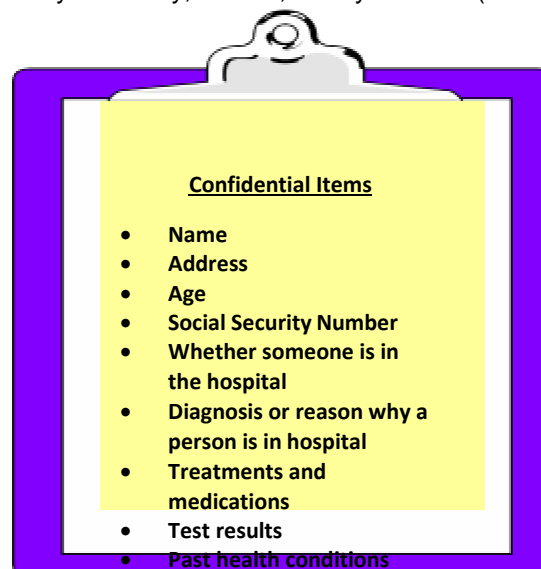 Confidential Items
• Name
• Address
• Age
• Social Security Number
• Whether someone is in
the hospital
• Diagnosis or reason why a
person is in hospital
• Treatments and
medications
• Test results
• Past health conditions